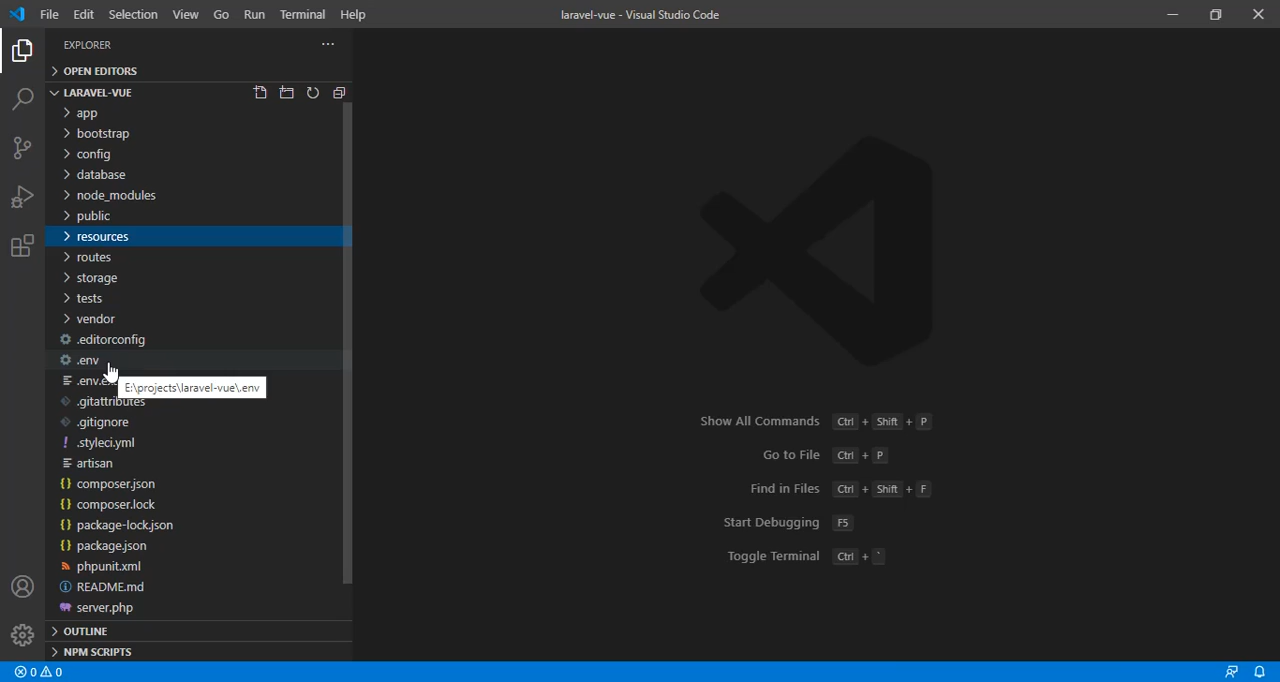 File Edit Selection View Go Run Terminal Help
laravel-vue - Visual Studio Code
EXPLORER
OPEN EDITORS
LARAVEL-VUE
app
bootstrap
config
database
node_modules
public
resources
routes
storage
tests
vendor
.editorconfig
.env
E:\projects\laravel-vue\.env
.gitattributes
.gitignore
.styleci.yml
artisan
composer.json
composer.lock
package-lock.json
package.json
phpunit.xml
README.md
server.php
OUTLINE
NPM SCRIPTS
Show All Commands Ctrl + Shift + P
Go to File Ctrl + P
Find in Files Ctrl + Shift + F
Start Debugging F5
Toggle Terminal Ctrl + `
0 0